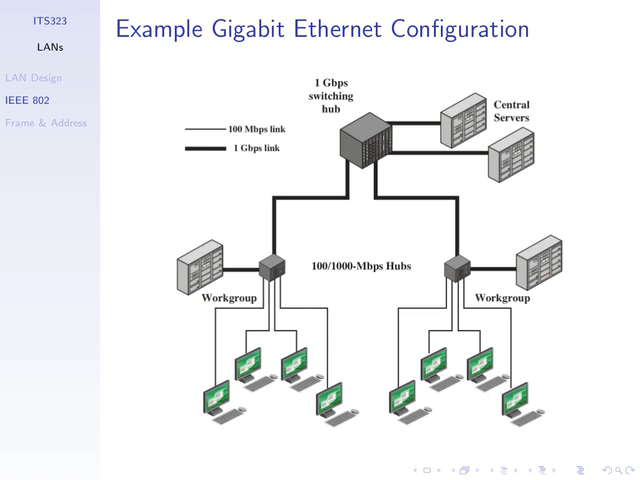 ITS323
LANs
LAN Design
IEEE 802
Frame & Address
Example Gigabit Ethernet Configuration
1 Gbps
switching
hub
Central
Servers
100 Mbps link
1 Gbps link
100/1000-Mbps Hubs
Workgroup
Workgroup